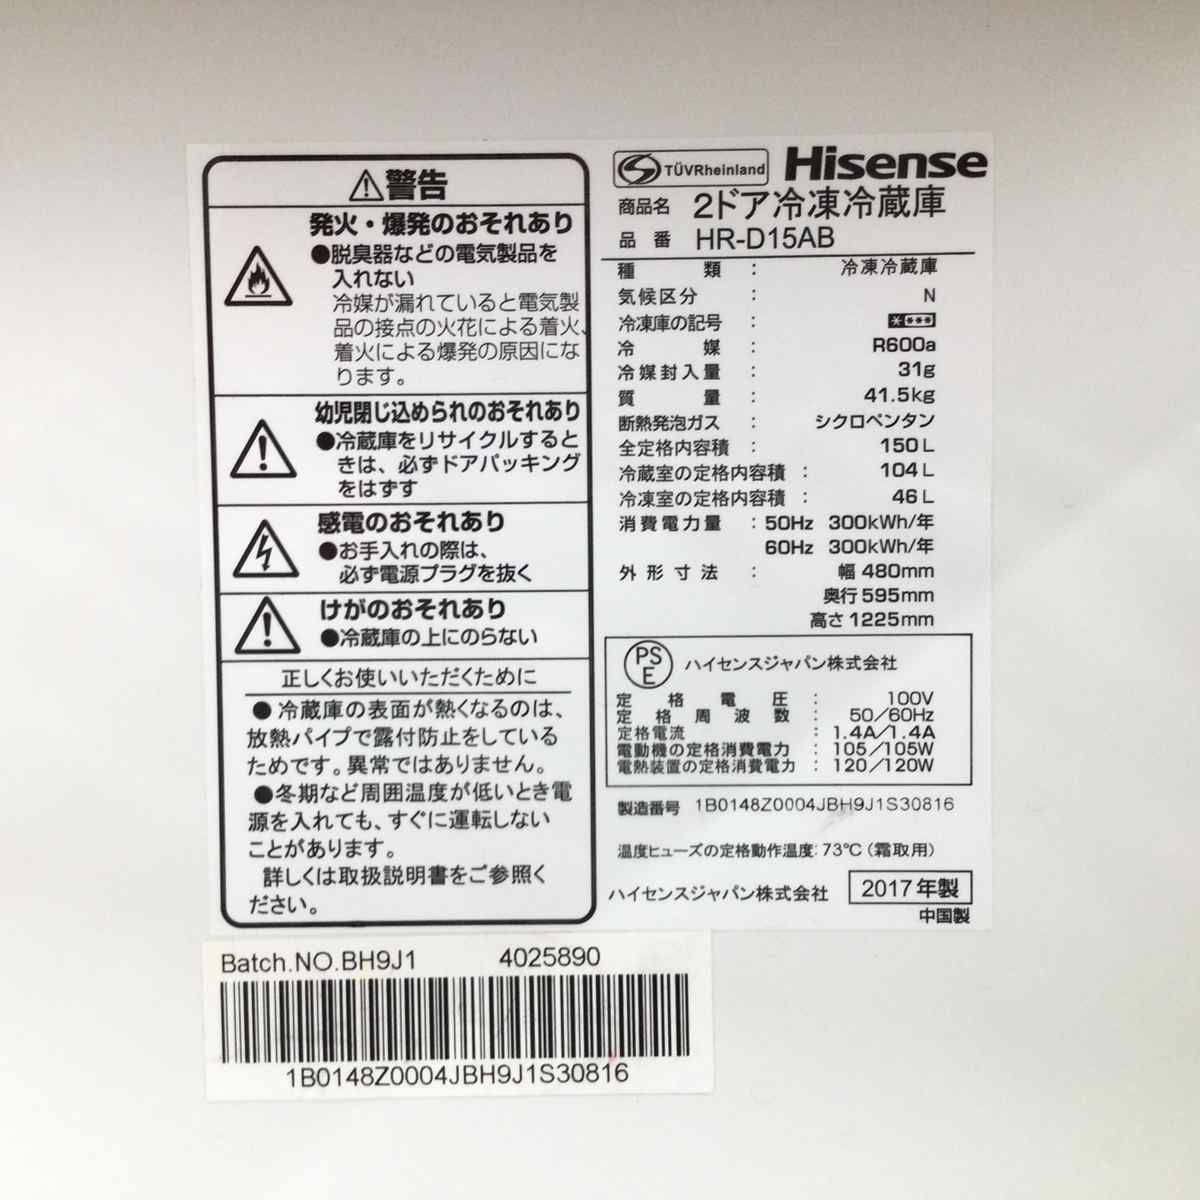 警告
発火・爆発のおそれあり
●脱臭器などの電気製品を
入れない
冷媒が漏れていると電気製
品の接点の火花による着火、
着火による爆発の原因にな
ります。
幼児閉じ込められのおそれあり
●冷蔵庫をリサイクルすると
きは、必ずドアパッキング
をはずす
感電のおそれあり
●お手入れの際は、
必ず電源プラグを抜く
けがのおそれあり
●冷蔵庫の上にのらない
正しくお使いいただくために
●冷蔵庫の表面が熱くなるのは、
放熱パイプで露付防止をしている
ためです。異常ではありません。
●冬期など周囲温度が低いとき電
源を入れても、すぐに運転しない
ことがあります。
詳しくは取扱説明書をご参照く
ださい。
TÜVRheinland Hisense
商品名 2ドア冷凍冷蔵庫
品番 HR-D15AB
種類 : 冷凍冷蔵庫
気候区分 : N
冷凍庫の記号 : ****
冷媒 : R600a
冷媒封入量 : 31g
質量 : 41.5kg
断熱発泡ガス : シクロペンタン
全定格内容積 : 150L
冷蔵室の定格内容積 : 104L
冷凍室の定格内容積 : 46L
消費電力量 : 50Hz 300kWh/年
60Hz 300kWh/年
外形寸法 : 幅 480mm
奥行 595mm
高さ 1225mm
PSE ハイセンスジャパン株式会社
定格電圧 : 100V
定格周波数 : 50/60Hz
定格電流 : 1.4A/1.4A
電動機の定格消費電力 : 105/105W
電熱装置の定格消費電力 : 120/120W
製造番号 1B0148Z0004JBH9J1S30816
温度ヒューズの定格動作温度:73℃(霜取用)
ハイセンスジャパン株式会社 2017年製
中国製
Batch.NO.BH9J1 4025890
1B0148Z0004JBH9J1S30816